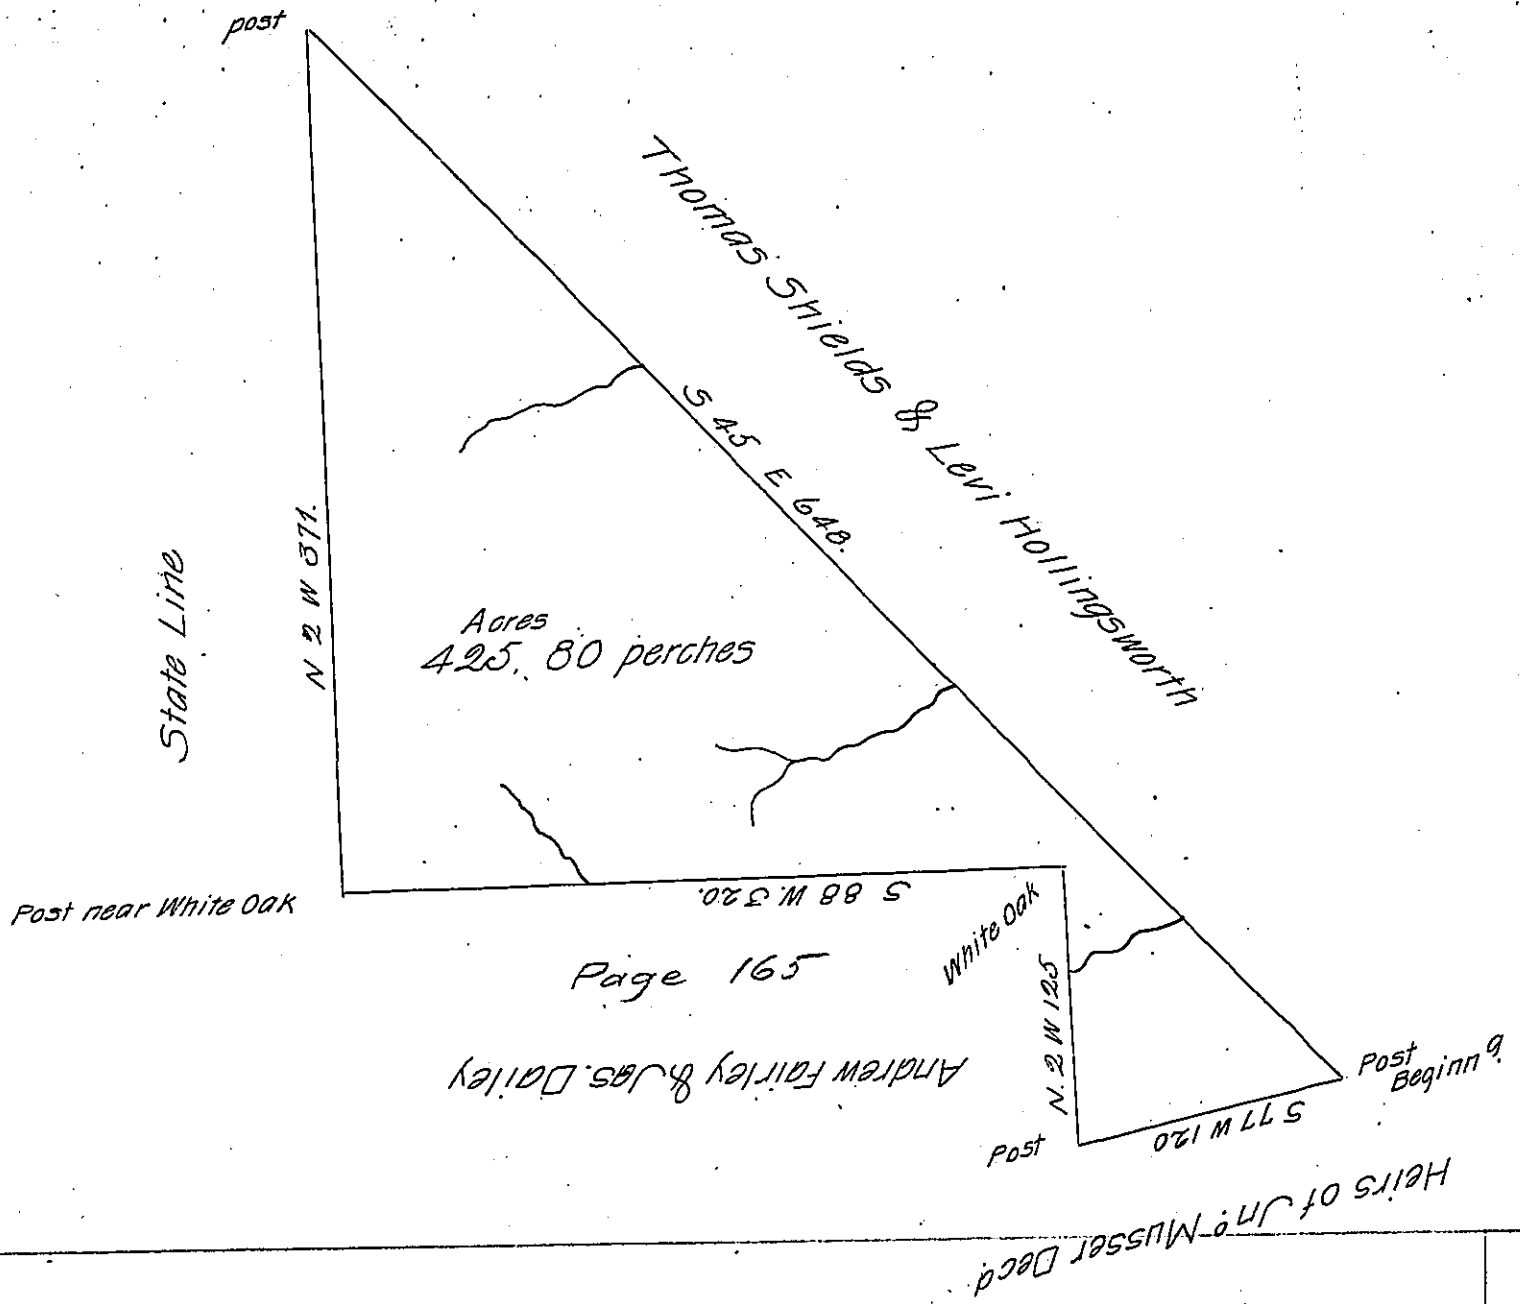 post
Thomas Shields & Levi Hollingsworth
S 45 E 648.
N 2 W 371.
State Line
Acres
425. 80 perches
Post near White Oak
S 88 W. 320.
White Oak
Page 165
N. 2 W 125
Andrew Fairley & Jas. Dailey
Post
Beginng
Post
S 77 W 120
Heirs of Jno. Musser Decd